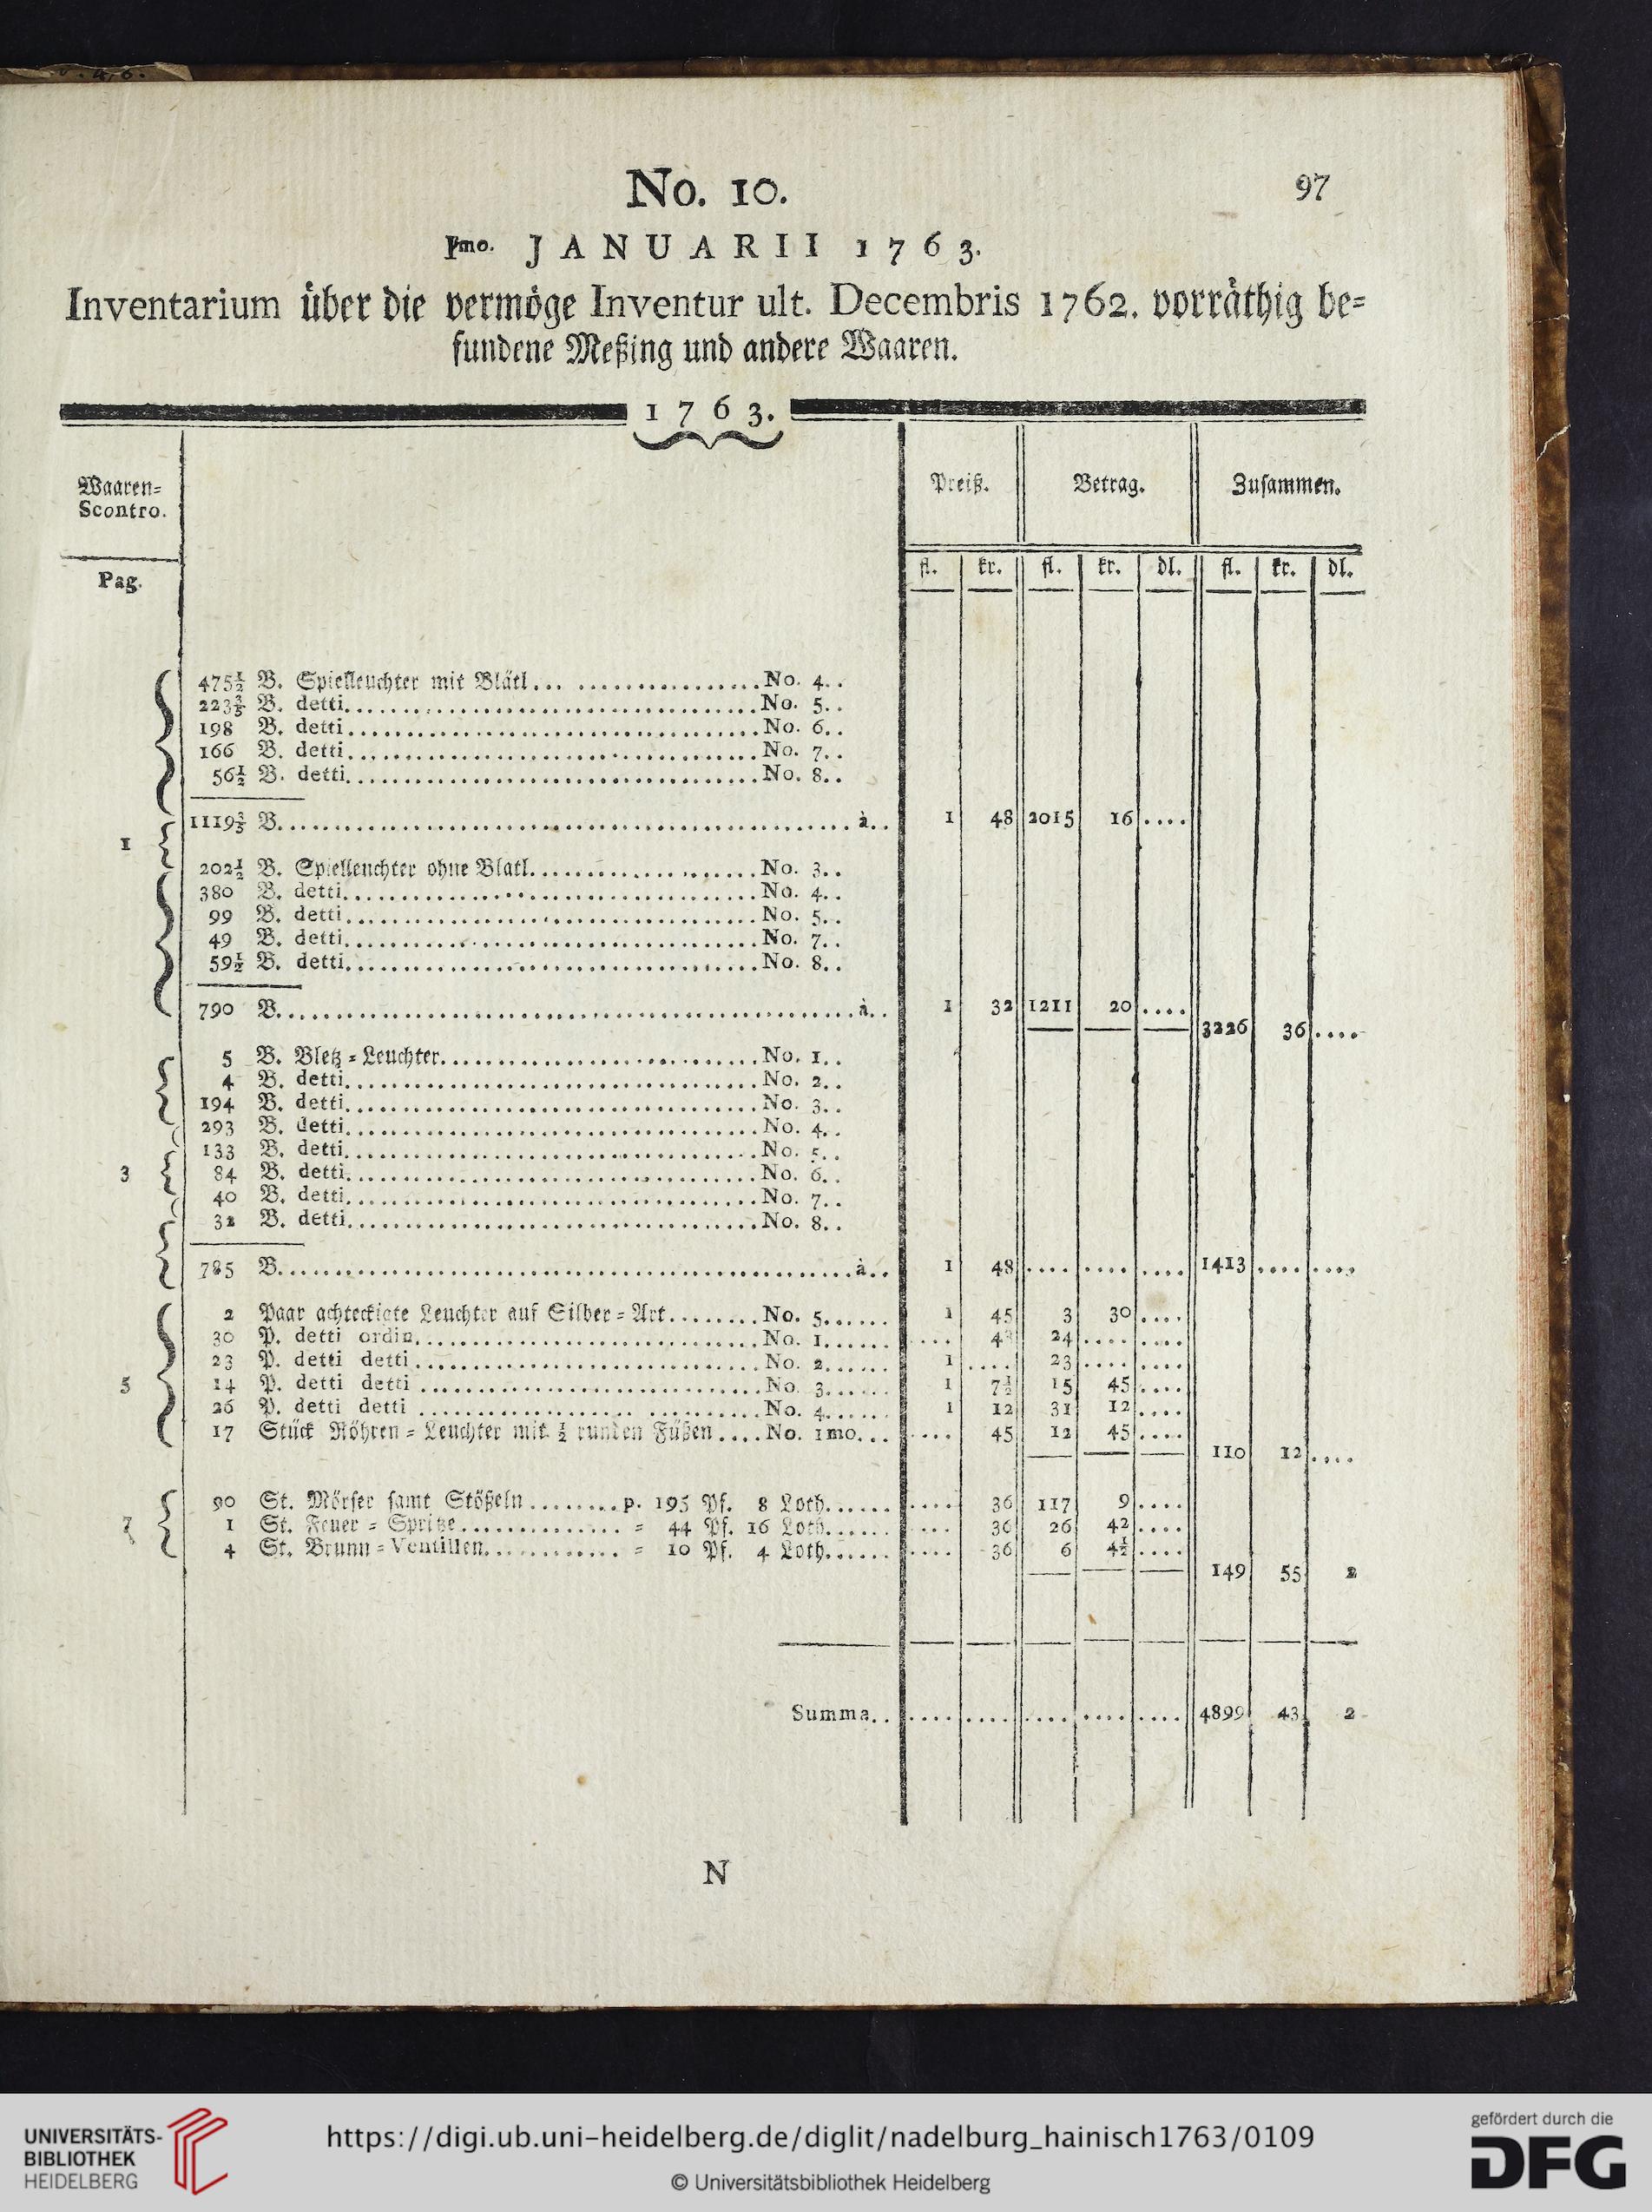 No. 10.
97
Imo. JANUARII 1763.
Inventarium über die vermöge Inventur ult. Decembris 1762. vorräthig be=
fundene Meßing und andere Waaren.
1763.
Waaren=
Scontro.
Preiß. Betrag. Zusammen.
Pag.
fl. kr. fl. kr. dl. fl. kr. dl.
475½ B. Spielleuchter mit Blätl... ................No. 4..
223⅗ B. detti....................................No. 5..
198 B. detti....................................No. 6..
166 B. detti....................................No. 7..
56½ B. detti....................................No. 8..
1119⅗ B....................................à.. 1 48 2015 16 ....
1
202½ B. Spielleuchter ohne Blatl....................No. 3..
380 B. detti....................................No. 4..
99 B. detti....................................No. 5..
49 B. detti....................................No. 7..
59½ B. detti....................................No. 8..
790 B....................................à.. 1 32 1211 20 ....
3226 36 ....
5 B. Bletz=Leuchter............................No. 1..
4 B. detti....................................No. 2..
194 B. detti....................................No. 3..
293 B. detti....................................No. 4..
133 B. detti....................................No. 5..
3 84 B. detti....................................No. 6..
40 B. detti....................................No. 7..
32 B. detti....................................No. 8..
785 B....................................à.. 1 48 .... .... .... 1413 .... ....
2 Paar achteckigte Leuchter auf Silber=Art........No. 5...... 1 45 3 30 ....
30 P. detti ordin..............................No. 1...... .... 48 24 .... ....
23 P. detti detti..............................No. 2...... 1 .... 23 .... ....
5 14 P. detti detti ..............................No. 3...... 1 7½ 15 45 ....
26 P. detti detti .................... ..........No. 4...... 1 12 31 12 ....
17 Stück Röhren=Leuchter mit ½ runden Füßen....No. 1mo... .... 45 12 45 ....
110 12 ....
90 St. Mörser samt Stößeln........p. 195 Pf. 8 Loth...... .... 36 117 9 ....
7 1 St. Feuer=Spritze.............. = 44 Pf. 16 Loth...... .... 36 26 42 ....
4 St. Brunn=Ventillen............ = 10 Pf. 4 Loth...... .... 36 6 4½ ....
149 55 2
Summa.. .... .... .... .... .... 4899 43 2
N
UNIVERSITÄTS-
BIBLIOTHEK
HEIDELBERG
https://digi.ub.uni-heidelberg.de/diglit/nadelburg_hainisch1763/0109
© Universitätsbibliothek Heidelberg
gefördert durch die
DFG